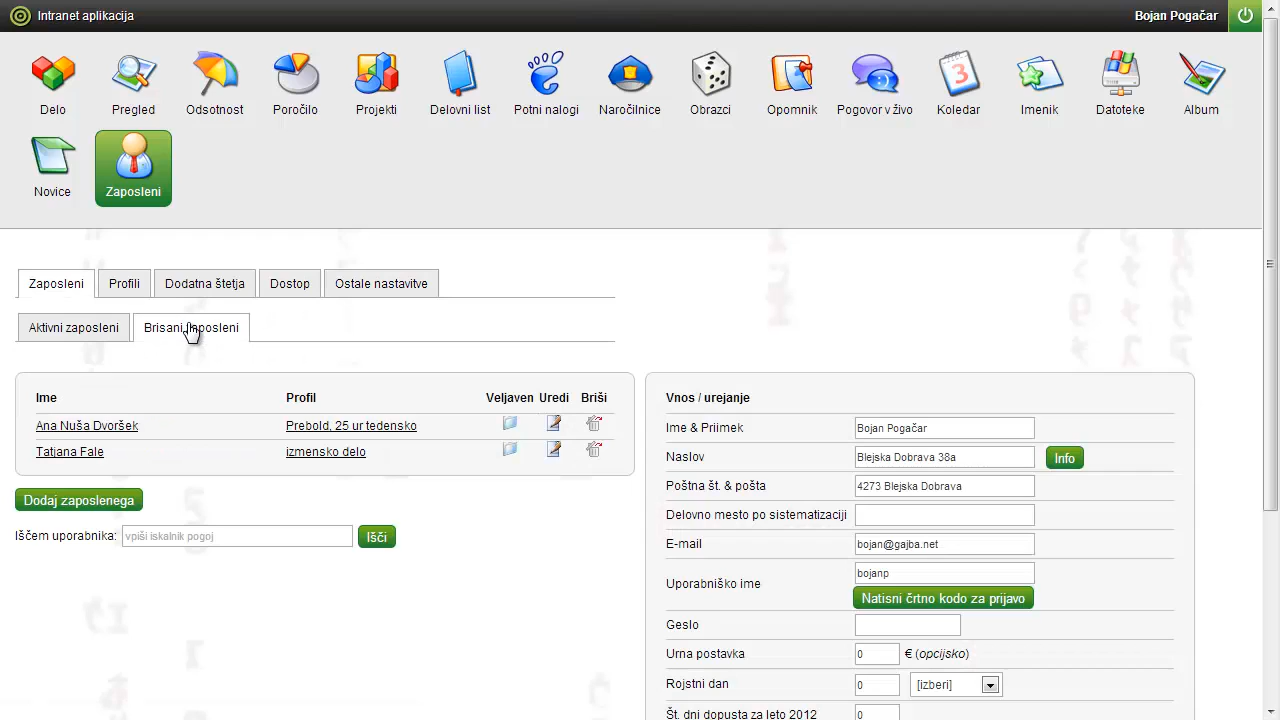 Intranet aplikacija
Bojan Pogačar
Delo
Pregled
Odsotnost
Poročilo
Projekti
Delovni list
Potni nalogi
Naročilnice
Obrazci
Opomnik
Pogovor v živo
Koledar
Imenik
Datoteke
Album
Novice
Zaposleni
Zaposleni
Profili
Dodatna štetja
Dostop
Ostale nastavitve
Aktivni zaposleni
Brisani zaposleni
Ime Profil Veljaven Uredi Briši
Ana Nuša Dvoršek Prebold, 25 ur tedensko
Tatjana Fale izmensko delo
Dodaj zaposlenega
Iščem uporabnika: vpiši iskalnik pogoj Išči
Vnos / urejanje
Ime & Priimek Bojan Pogačar
Naslov Blejska Dobrava 38a Info
Poštna št. & pošta 4273 Blejska Dobrava
Delovno mesto po sistematizaciji
E-mail bojan@gajba.net
Uporabniško ime bojanp
Natisni črtno kodo za prijavo
Geslo
Urna postavka 0 € (opcijsko)
Rojstni dan 0 [izberi]
Št. dni dopusta za leto 2012 0